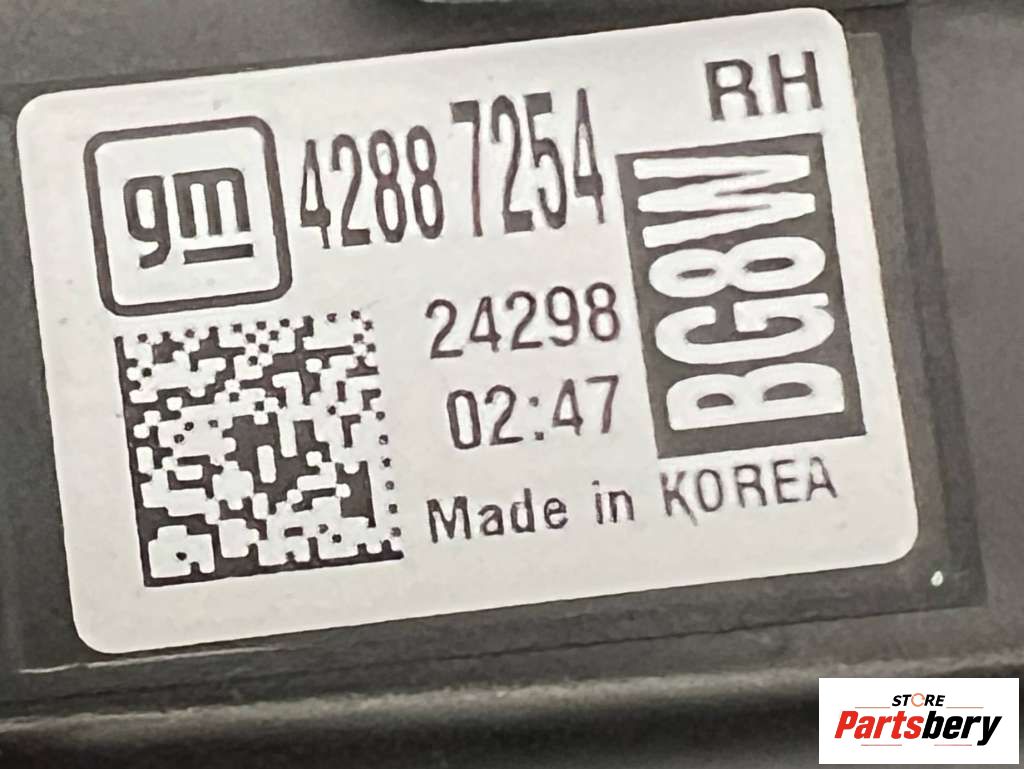 RH
gm 4288 7254
BG8W
24298
02:47
Made in KOREA
STORE
Partsbery